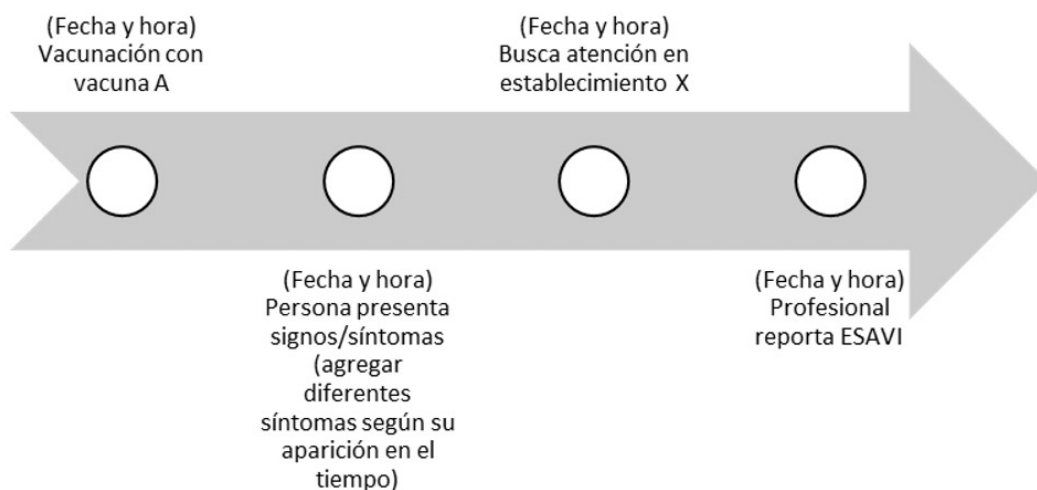 (Fecha y hora)
Vacunación con
vacuna A
(Fecha y hora)
Persona presenta
signos/síntomas
(agregar
diferentes
síntomas según su
aparición en el
tiempo)
(Fecha y hora)
Busca atención en
establecimiento X
(Fecha y hora)
Profesional
reporta ESAVI